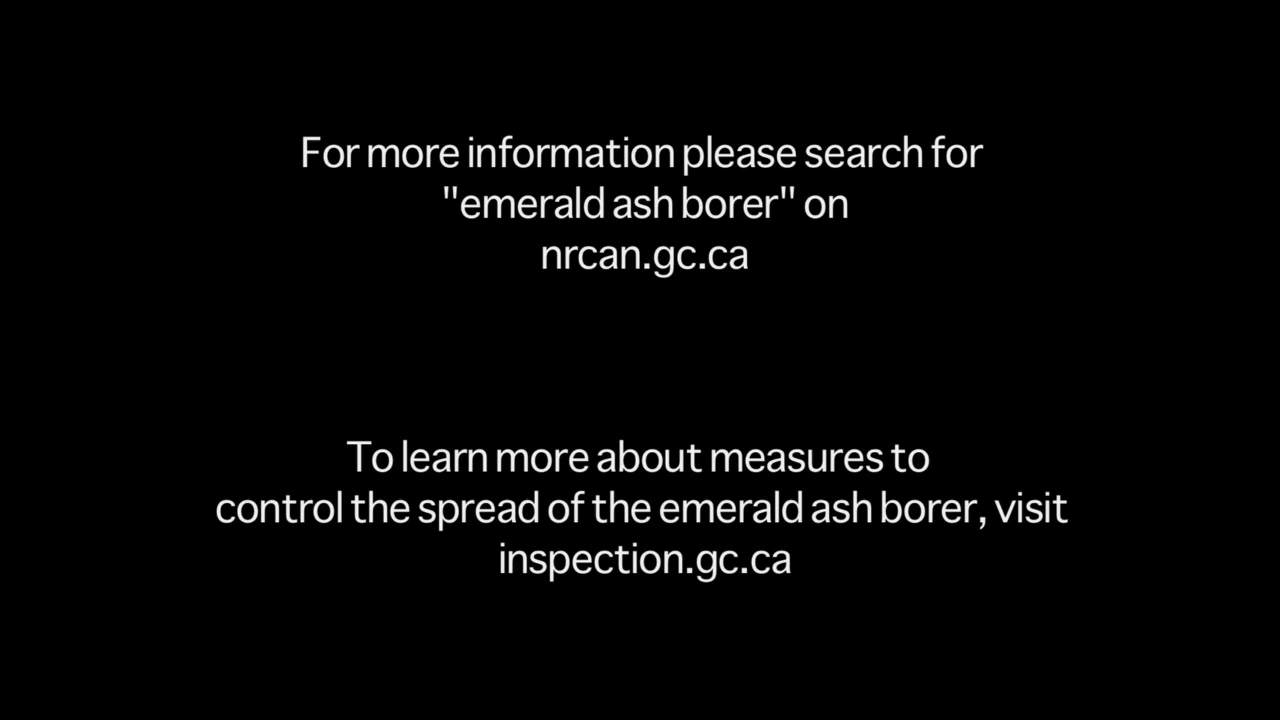 For more information please search for
"emerald ash borer" on
nrcan.gc.ca
To learn more about measures to
control the spread of the emerald ash borer, visit
inspection.gc.ca